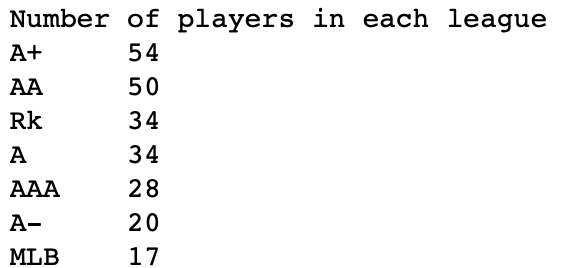 Number of players in each league
A+ 54
AA 50
Rk 34
A 34
AAA 28
A- 20
MLB 17